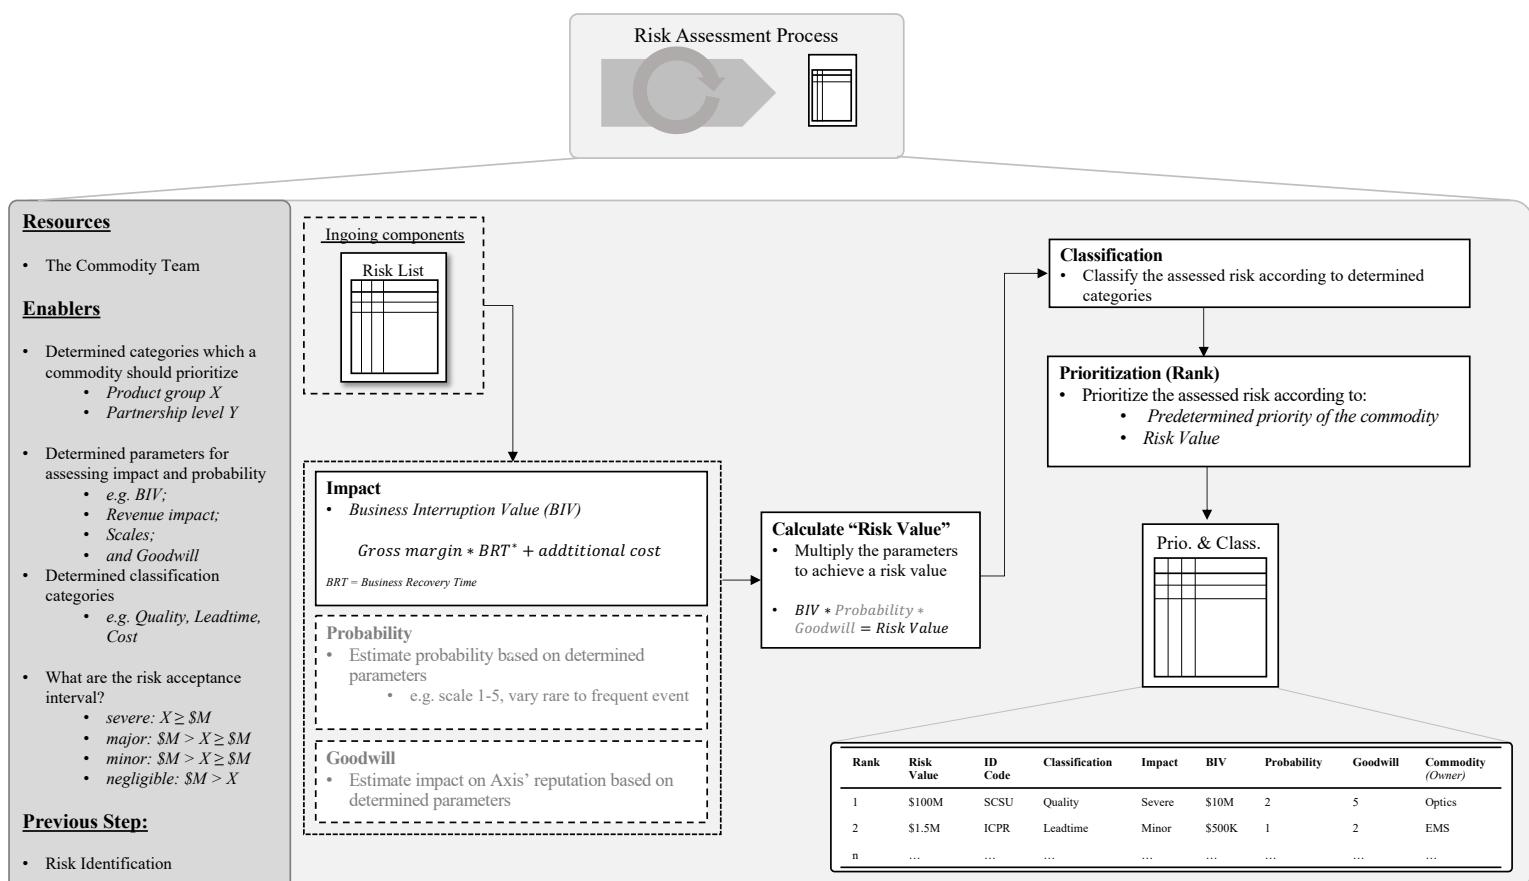 Risk Assessment Process
Resources
• The Commodity Team
Enablers
• Determined categories which a
commodity should prioritize
• Product group X
• Partnership level Y
• Determined parameters for
assessing impact and probability
• e.g. BIV;
• Revenue impact;
• Scales;
• and Goodwill
• Determined classification
categories
• e.g. Quality, Leadtime,
Cost
• What are the risk acceptance
interval?
• severe: X ≥ $M
• major: $M > X ≥ $M
• minor: $M > X ≥ $M
• negligible: $M > X
Previous Step:
• Risk Identification
Ingoing components
Risk List
Impact
• Business Interruption Value (BIV)
Gross margin * BRT* + addtitional cost
BRT = Business Recovery Time
Probability
• Estimate probability based on determined
parameters
• e.g. scale 1-5, vary rare to frequent event
Goodwill
• Estimate impact on Axis' reputation based on
determined parameters
Calculate “Risk Value”
• Multiply the parameters
to achieve a risk value
• BIV * Probability *
Goodwill = Risk Value
Classification
• Classify the assessed risk according to determined
categories
Prioritization (Rank)
• Prioritize the assessed risk according to:
• Predetermined priority of the commodity
• Risk Value
Prio. & Class.
Rank Risk Value ID Code Classification Impact BIV Probability Goodwill Commodity (Owner)
1 $100M SCSU Quality Severe $10M 2 5 Optics
2 $1.5M ICPR Leadtime Minor $500K 1 2 EMS
n … … … … … … … …